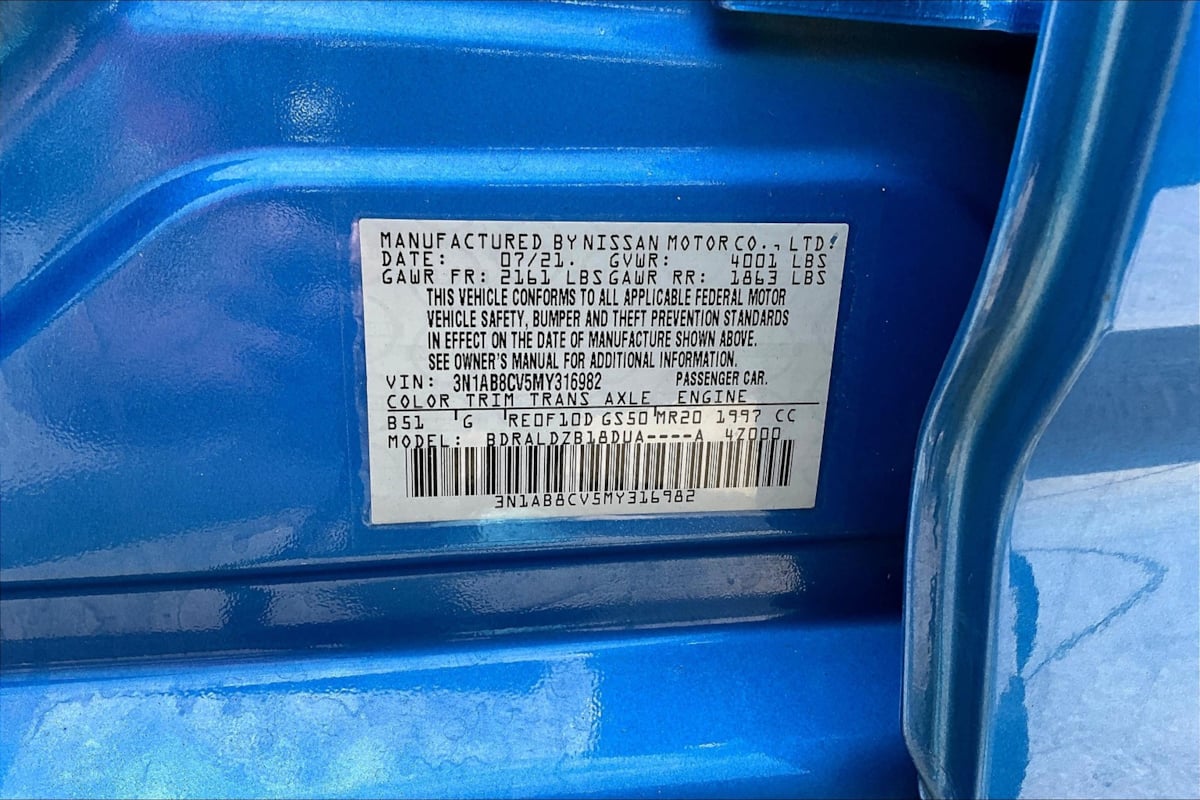 MANUFACTURED BY NISSAN MOTOR CO., LTD.
DATE: 07/21. GVWR: 4001 LBS
GAWR FR: 2161 LBS GAWR RR: 1863 LBS
THIS VEHICLE CONFORMS TO ALL APPLICABLE FEDERAL MOTOR
VEHICLE SAFETY, BUMPER AND THEFT PREVENTION STANDARDS
IN EFFECT ON THE DATE OF MANUFACTURE SHOWN ABOVE.
SEE OWNER'S MANUAL FOR ADDITIONAL INFORMATION.
VIN: 3N1AB8CV5MY316982 PASSENGER CAR.
COLOR TRIM TRANS AXLE ENGINE
B51 G RE0F10D GS50 MR20 1997 CC
MODEL: BDRALDZB18DUA----A 4Z000
3N1AB8CV5MY316982